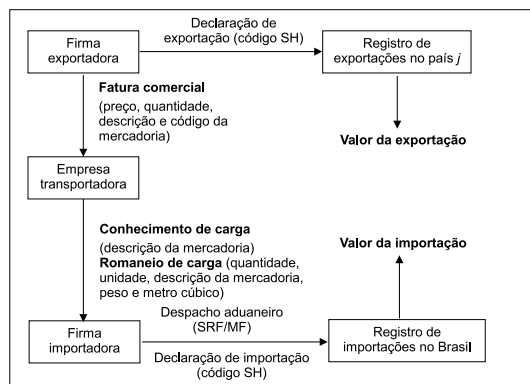 Declaração de
exportação (código SH)
Firma
exportadora
Registro de
exportações no país j
Fatura comercial
(preço, quantidade,
descrição e código da
mercadoria)
Valor da exportação
Empresa
transportadora
Conhecimento de carga
(descrição da mercadoria)
Romaneio de carga (quantidade,
unidade, descrição da mercadoria,
peso e metro cúbico)
Valor da importação
Despacho aduaneiro
(SRF/MF)
Firma
importadora
Registro de
importações no Brasil
Declaração de importação
(código SH)